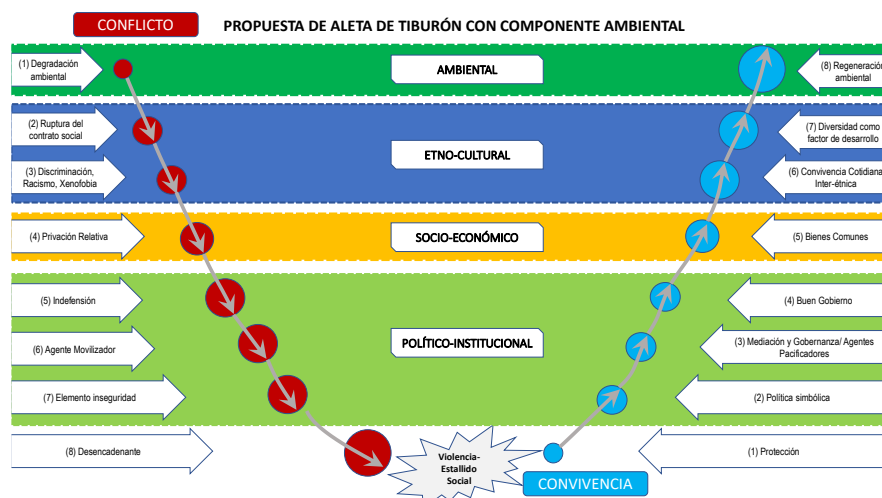 CONFLICTO
PROPUESTA DE ALETA DE TIBURÓN CON COMPONENTE AMBIENTAL
(1) Degradación
ambiental
AMBIENTAL
(8) Regeneración
ambiental
(2) Ruptura del
contrato social
(7) Diversidad como
factor de desarrollo
ETNO-CULTURAL
(3) Discriminación,
Racismo, Xenofobia
(6) Convivencia Cotidiana
Inter-étnica
(4) Privación Relativa
SOCIO-ECONÓMICO
(5) Bienes Comunes
(5) Indefensión
(4) Buen Gobierno
(6) Agente Movilizador
POLÍTICO-INSTITUCIONAL
(3) Mediación y Gobernanza/ Agentes
Pacificadores
(7) Elemento inseguridad
(2) Política simbólica
(8) Desencadenante
Violencia-
Estallido
Social
(1) Protección
CONVIVENCIA